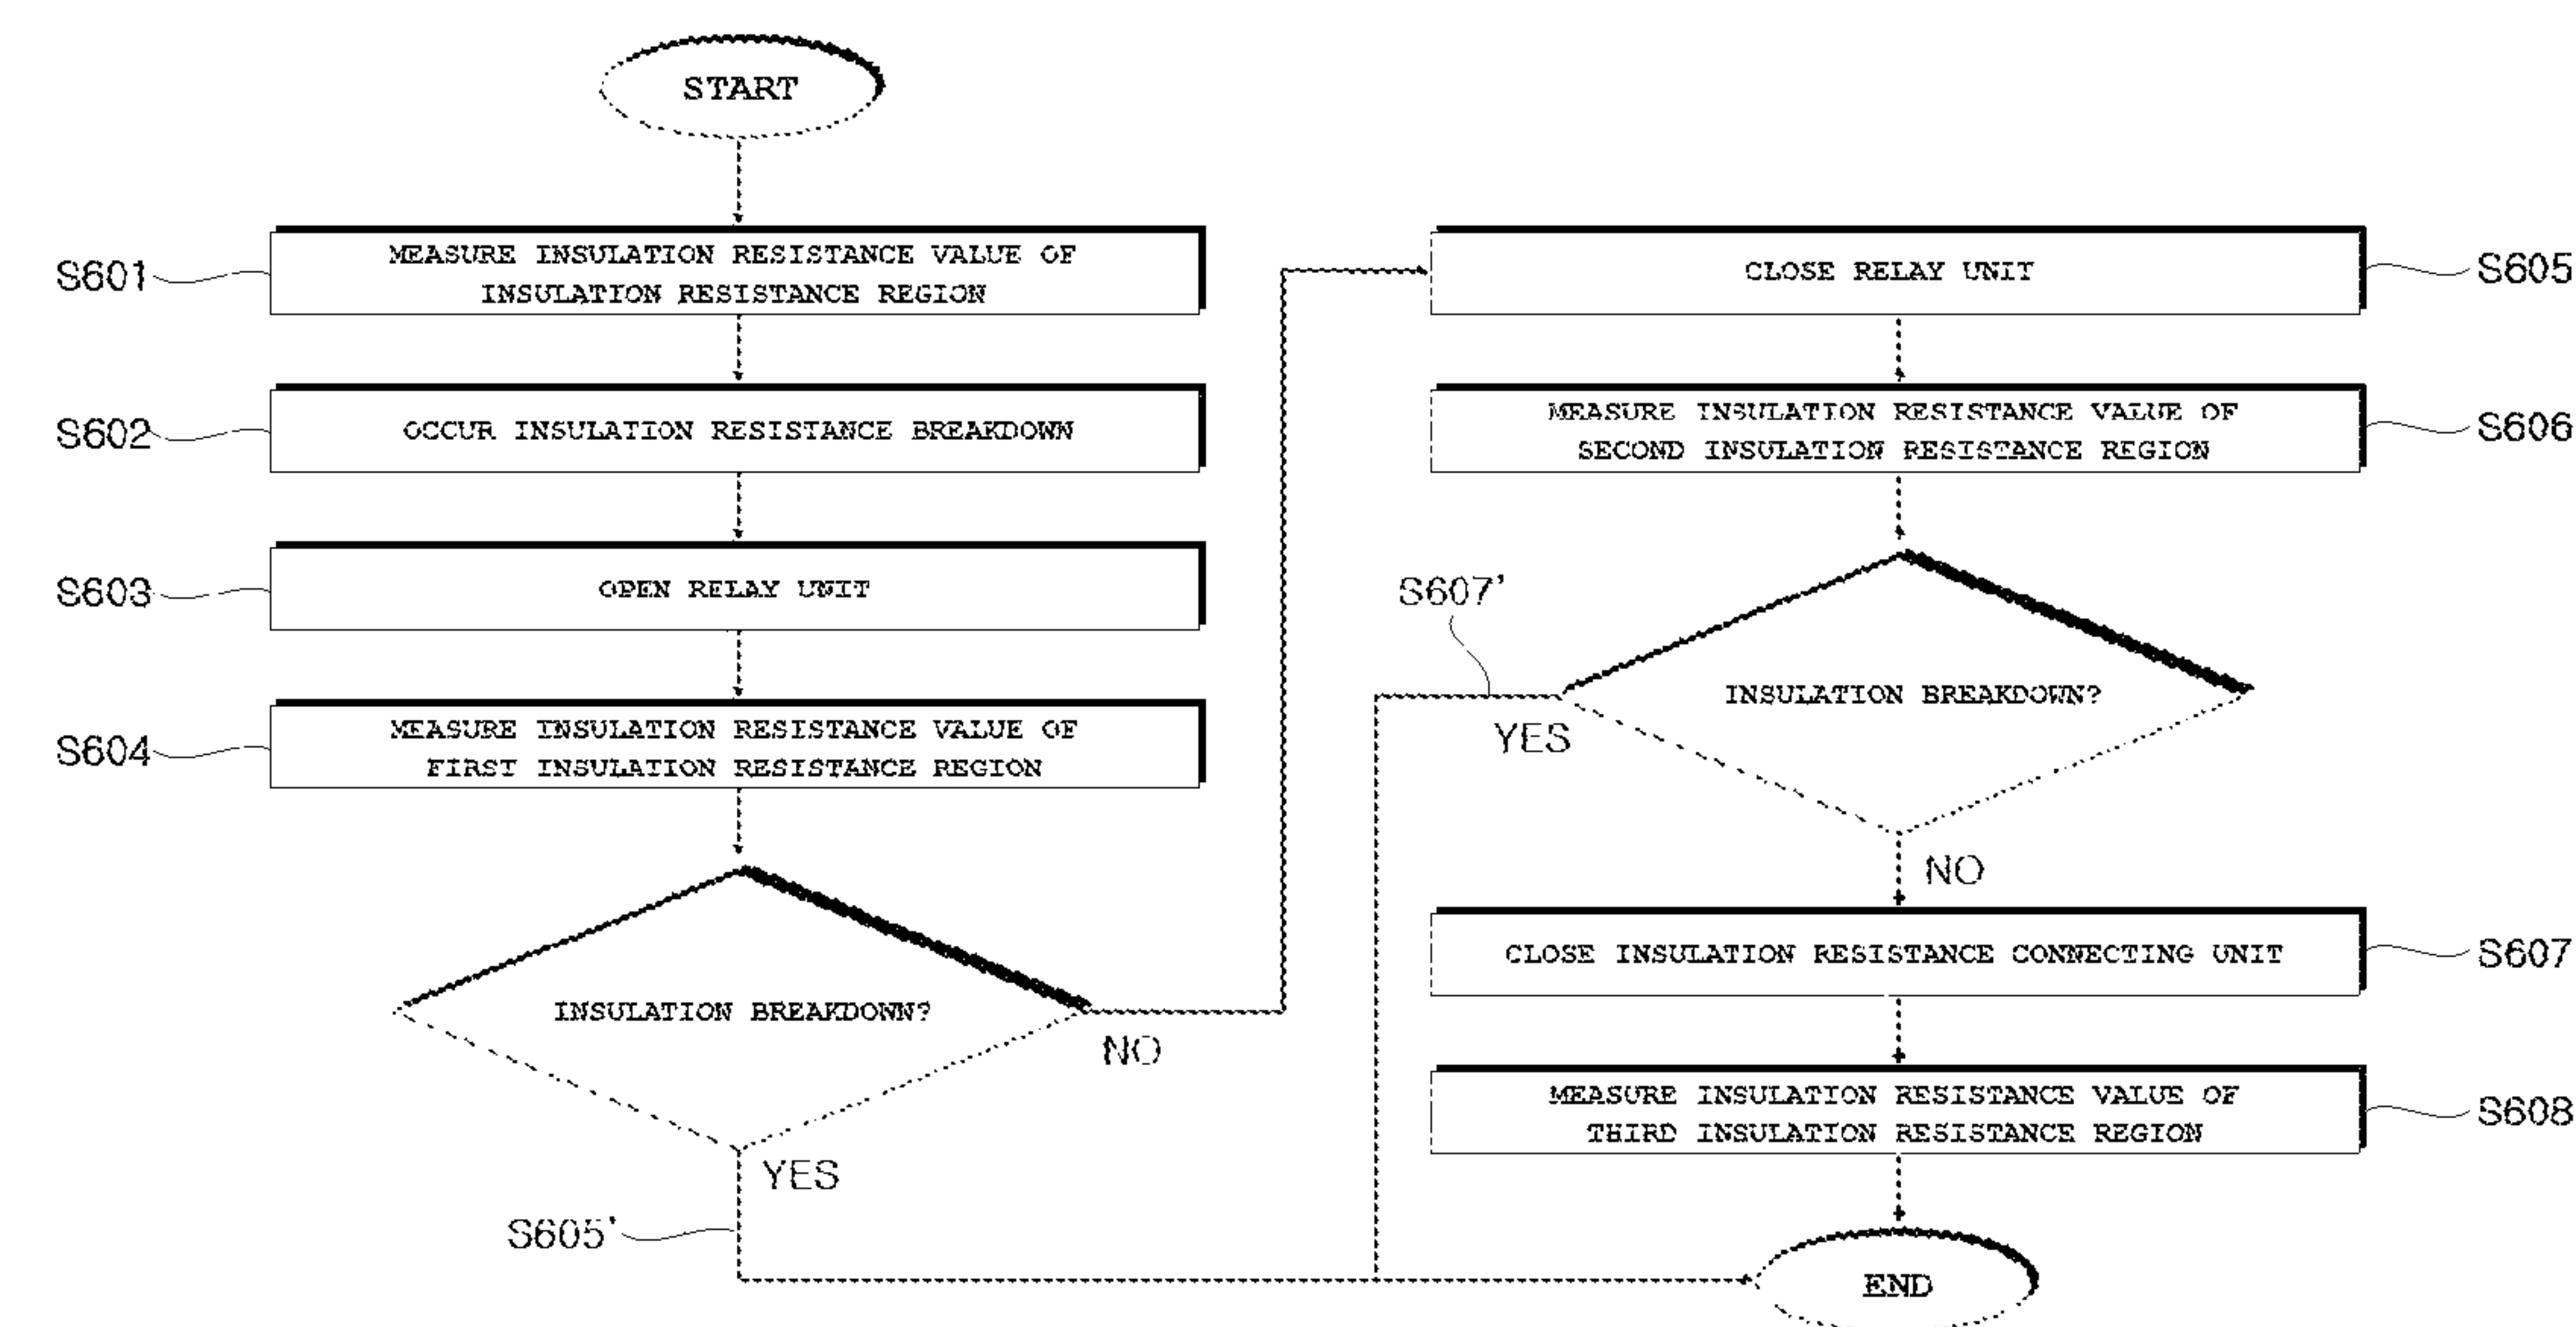 START
S601
MEASURE INSULATION RESISTANCE VALUE OF
INSULATION RESISTANCE REGION
S602
OCCUR INSULATION RESISTANCE BREAKDOWN
S603
OPEN RELAY UNIT
S604
MEASURE INSULATION RESISTANCE VALUE OF
FIRST INSULATION RESISTANCE REGION
INSULATION BREAKDOWN?
NO
YES
S605'
CLOSE RELAY UNIT
S605
MEASURE INSULATION RESISTANCE VALUE OF
SECOND INSULATION RESISTANCE REGION
S606
S607'
INSULATION BREAKDOWN?
YES
NO
CLOSE INSULATION RESISTANCE CONNECTING UNIT
S607
MEASURE INSULATION RESISTANCE VALUE OF
THIRD INSULATION RESISTANCE REGION
S608
END